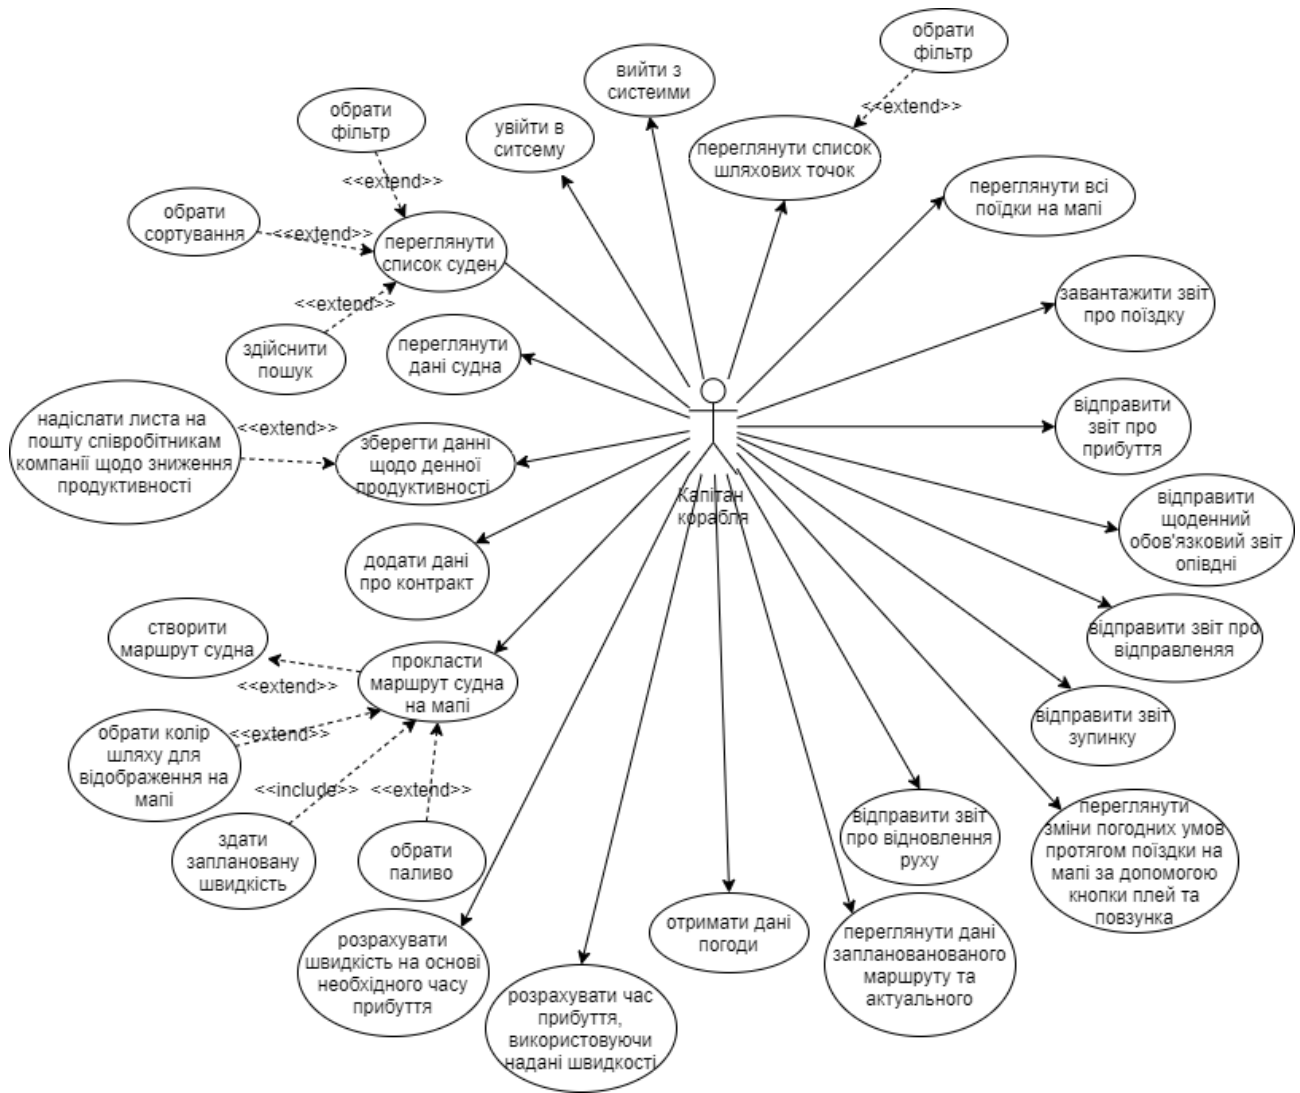 обрати
фільтр
вийти з
систеими
<<extend>>
обрати
фільтр
увійти в
ситсему
переглянути список
шляхових точок
<<extend>>
переглянути всі
поїдки на мапі
обрати
сортування
<<extend>>
переглянути
список суден
<<extend>>
завантажити звіт
про поїздку
здійснити
пошук
переглянути
дані судна
надіслати листа на
пошту співробітникам
компанії щодо зниження
продуктивності
<<extend>>
зберегти данні
щодо денної
продуктивності
відправити
звіт про
прибуття
Капітан
корабля
відправити
щоденний
обов'язковий звіт
опівдні
додати дані
про контракт
створити
маршрут судна
<<extend>>
прокласти
маршрут судна
на мапі
відправити звіт про
відправленяя
обрати колір
шляху для
відображення на
мапі
<<extend>>
відправити звіт
зупинку
<<include>>
<<extend>>
здати
заплановану
швидкість
обрати
паливо
відправити звіт
про відновлення
руху
переглянути
зміни погодних умов
протягом поїздки на
мапі за допомогою
кнопки плей та
повзунка
розрахувати
швидкість на основі
необхідного часу
прибуття
розрахувати час
прибуття,
використовуючи
надані швидкості
отримати дані
погоди
переглянути дані
запланованованого
маршруту та
актуального